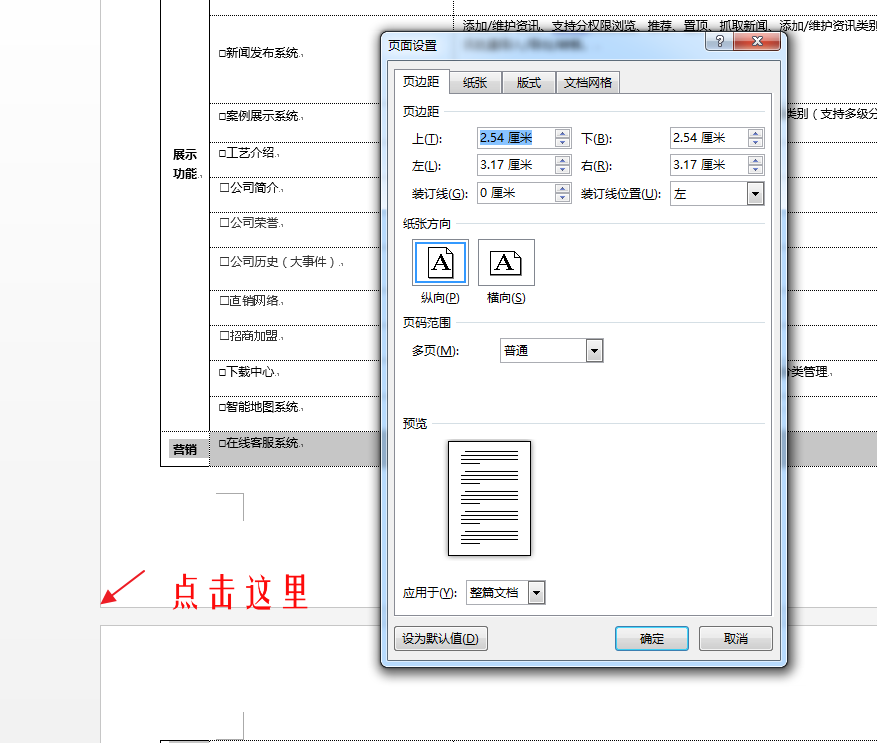 添加/维护资讯、支持分权限浏览、推荐、置顶、抓取新闻、添加/维护资讯类别
□新闻发布系统
□案例展示系统
类别（支持多级分
□工艺介绍
展示
功能
□公司简介
□公司荣誉
□公司历史（大事件）
□直销网络
□招商加盟
□下载中心
类管理
□智能地图系统
营销
□在线客服系统
点击这里
页面设置
页边距 纸张 版式 文档网格
页边距
上(T): 2.54 厘米 下(B): 2.54 厘米
左(L): 3.17 厘米 右(R): 3.17 厘米
装订线(G): 0 厘米 装订线位置(U): 左
纸张方向
A A
纵向(P) 横向(S)
页码范围
多页(M): 普通
预览
应用于(Y): 整篇文档
设为默认值(D) 确定 取消